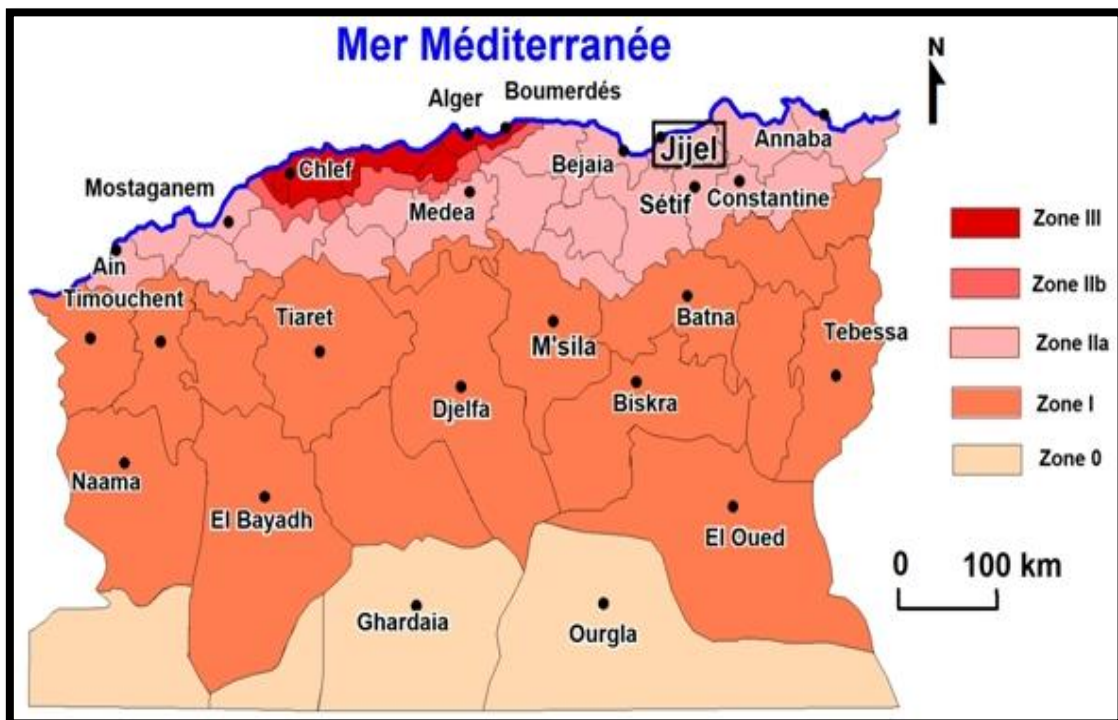 Mer Méditerranée
N
Alger
Boumerdés
Annaba
Jijel
Bejaia
Chlef
Mostaganem
Medea
Sétif
Constantine
Zone III
Ain
Timouchent
Zone IIb
Tiaret
Batna
Tebessa
M'sila
Zone IIa
Djelfa
Biskra
Zone I
Naama
Zone 0
El Bayadh
El Oued
0 100 km
Ghardaia
Ourgla